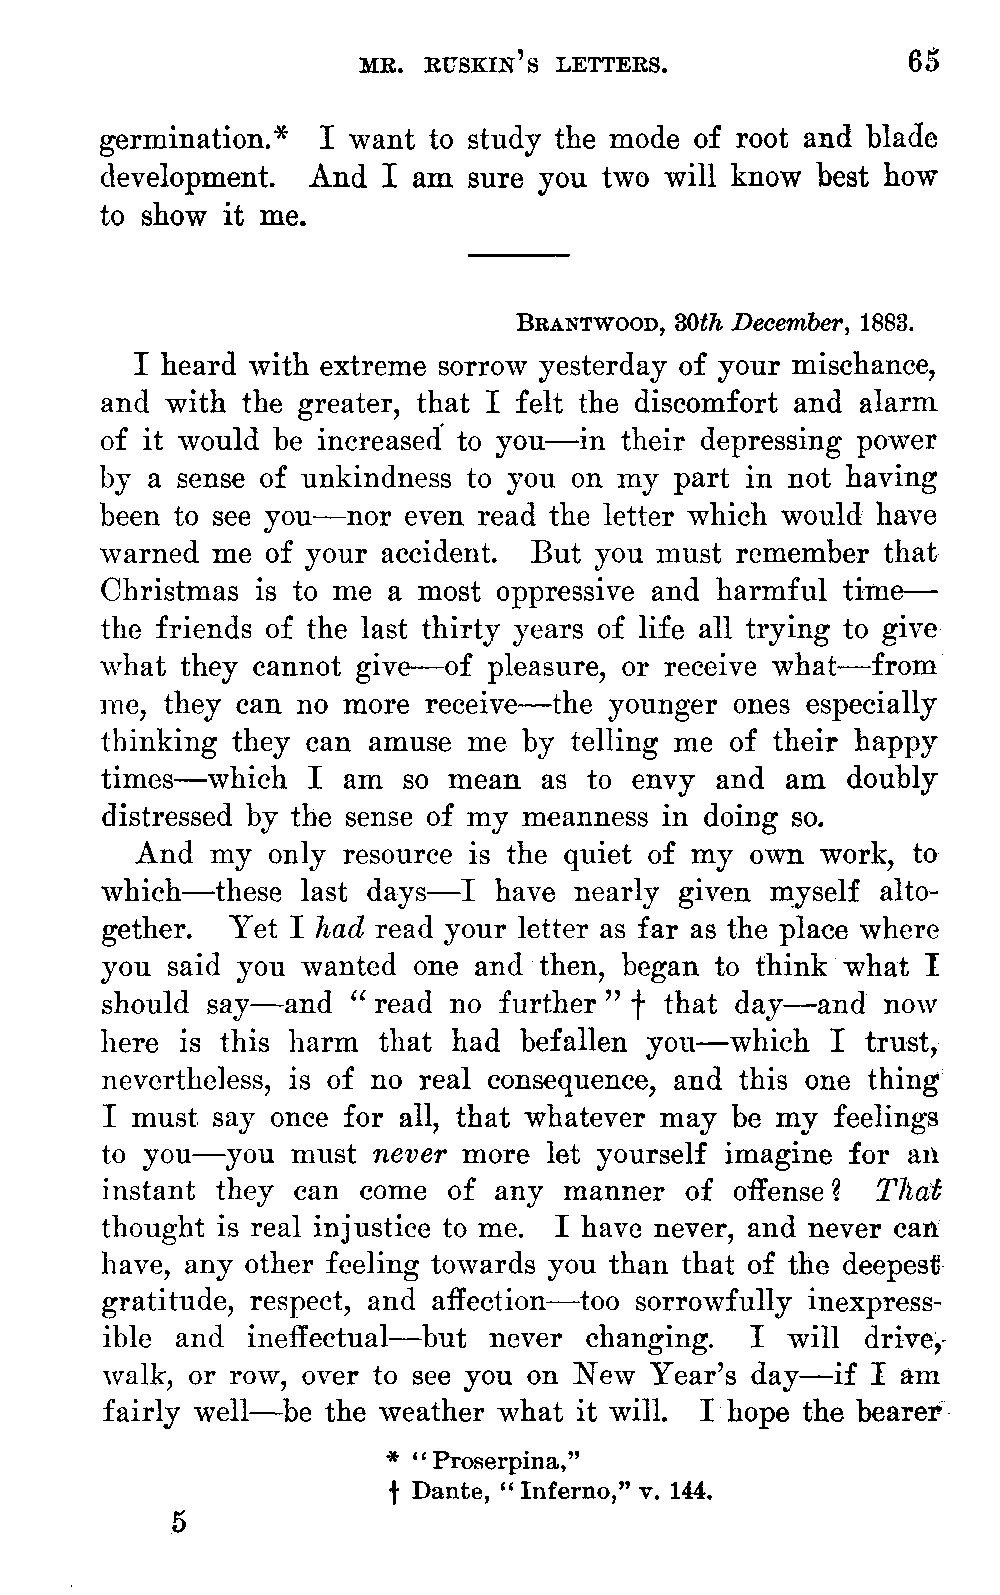 MR. RUSKIN'S LETTERS. 65
germination.* I want to study the mode of root and blade
development. And I am sure you two will know best how
to show it me.
BRANTWOOD, 30th December, 1883.
I heard with extreme sorrow yesterday of your mischance,
and with the greater, that I felt the discomfort and alarm
of it would be increased to you—in their depressing power
by a sense of unkindness to you on my part in not having
been to see you—nor even read the letter which would have
warned me of your accident. But you must remember that
Christmas is to me a most oppressive and harmful time—
the friends of the last thirty years of life all trying to give
what they cannot give—of pleasure, or receive what—from
me, they can no more receive—the younger ones especially
thinking they can amuse me by telling me of their happy
times—which I am so mean as to envy and am doubly
distressed by the sense of my meanness in doing so.
And my only resource is the quiet of my own work, to
which—these last days—I have nearly given myself alto-
gether. Yet I had read your letter as far as the place where
you said you wanted one and then, began to think what I
should say—and “read no further” † that day—and now
here is this harm that had befallen you—which I trust,
nevertheless, is of no real consequence, and this one thing
I must say once for all, that whatever may be my feelings
to you—you must never more let yourself imagine for an
instant they can come of any manner of offense? That
thought is real injustice to me. I have never, and never can
have, any other feeling towards you than that of the deepest
gratitude, respect, and affection—too sorrowfully inexpress-
ible and ineffectual—but never changing. I will drive,
walk, or row, over to see you on New Year's day—if I am
fairly well—be the weather what it will. I hope the bearer
* “Proserpina,”
† Dante, “Inferno,” v. 144.
5